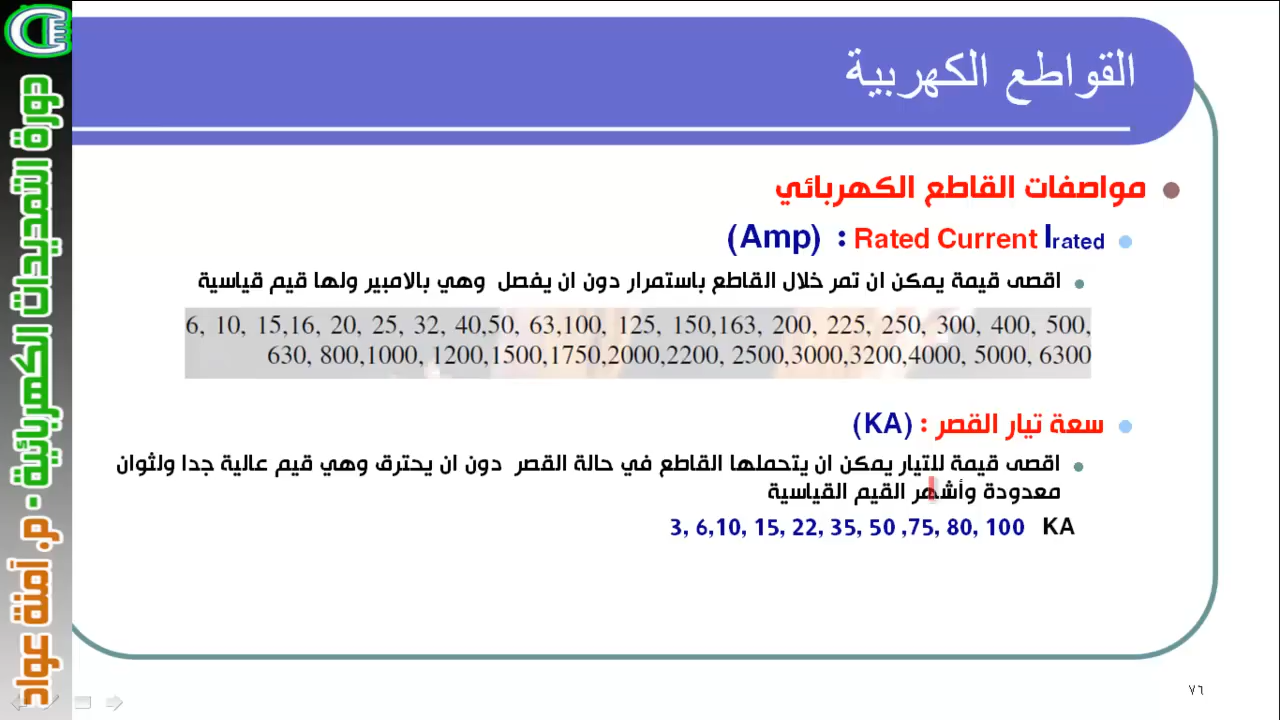 القواطع الكهربية
مواصفات القاطع الكهربائي
(Amp) : Rated Current Irated
اقصى قيمة يمكن ان تمر خلال القاطع باستمرار دون ان يفصل وهي بالامبير ولها قيم قياسية
6, 10, 15,16, 20, 25, 32, 40,50, 63,100, 125, 150,163, 200, 225, 250, 300, 400, 500,
630, 800,1000, 1200,1500,1750,2000,2200, 2500,3000,3200,4000, 5000, 6300
سعة تيار القصر : (KA)
اقصى قيمة للتيار يمكن ان يتحملها القاطع في حالة القصر دون ان يحترق وهي قيم عالية جدا ولثوان
معدودة وأشهر القيم القياسية
3, 6,10, 15, 22, 35, 50 ,75, 80, 100 KA
٧٦
دورة التمديدات الكهربائية - م. آمنة عواد
CE